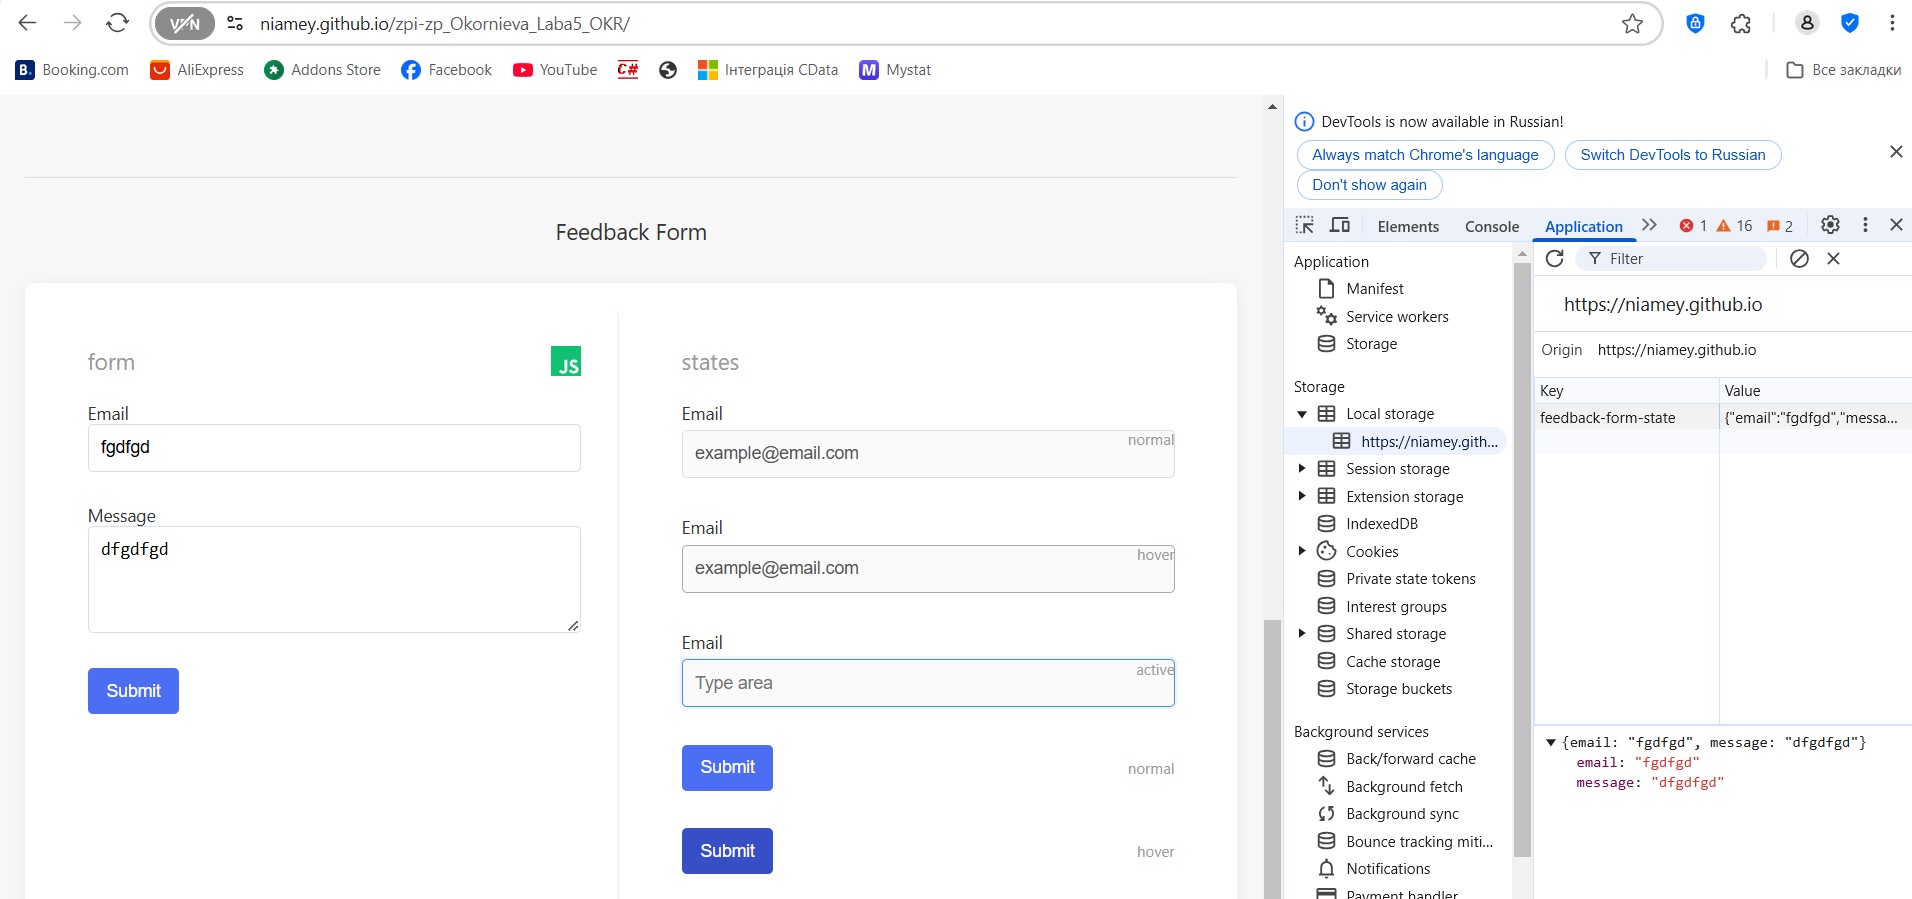 VPN niamey.github.io/zpi-zp_Okornieva_Laba5_OKR/
B. Booking.com AliExpress Addons Store Facebook YouTube C# Інтеграція CData M Mystat Все закладки
Feedback Form
form
JS
Email
fgdfgd
Message
dfgdfgd
Submit
states
Email
example@email.com
normal
Email
example@email.com
hover
Email
Type area
active
Submit
normal
Submit
hover
DevTools is now available in Russian!
Always match Chrome's language
Switch DevTools to Russian
Don't show again
Elements Console Application 1 16 2
Application
Manifest
Service workers
Storage
Storage
Local storage
https://niamey.gith...
Session storage
Extension storage
IndexedDB
Cookies
Private state tokens
Interest groups
Shared storage
Cache storage
Storage buckets
Background services
Back/forward cache
Background fetch
Background sync
Bounce tracking miti...
Notifications
Payment handler
Filter
https://niamey.github.io
Origin https://niamey.github.io
Key Value
feedback-form-state {"email":"fgdfgd","messa...
{email: "fgdfgd", message: "dfgdfgd"}
email: "fgdfgd"
message: "dfgdfgd"